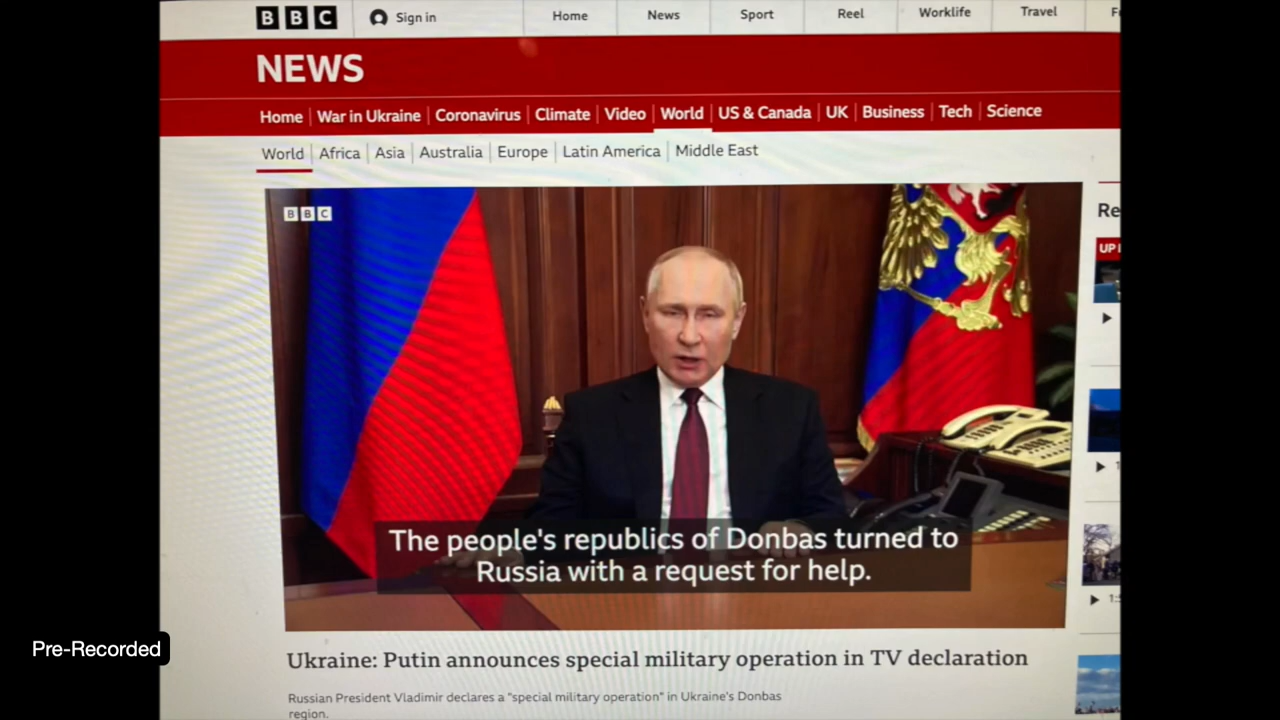 BBC
Sign in
Home
News
Sport
Reel
Worklife
Travel
NEWS
Home
War in Ukraine
Coronavirus
Climate
Video
World
US & Canada
UK
Business
Tech
Science
World
Africa
Asia
Australia
Europe
Latin America
Middle East
BBC
The people's republics of Donbas turned to
Russia with a request for help.
Pre-Recorded
Ukraine: Putin announces special military operation in TV declaration
Russian President Vladimir declares a "special military operation" in Ukraine's Donbas
region.